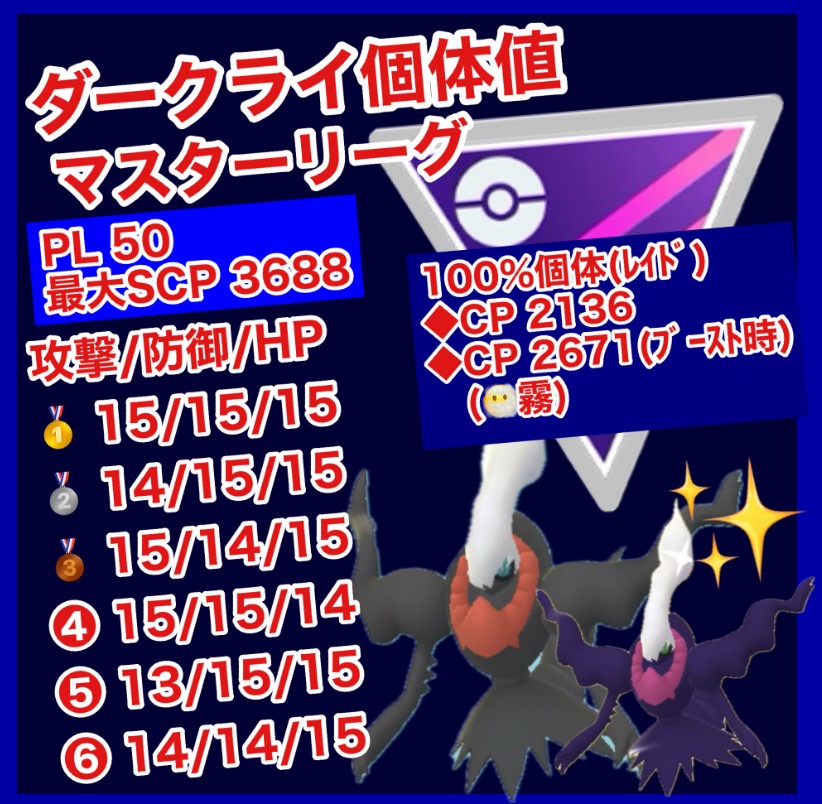 ダークライ個体値
マスターリーグ
PL 50
最大SCP 3688
100%個体(ﾚｲﾄﾞ)
◆CP 2136
◆CP 2671(ﾌﾞｰｽﾄ時)
(🌝霧)
攻撃/防御/HP
🥇 15/15/15
🥈 14/15/15
🥉 15/14/15
❹ 15/15/14
❺ 13/15/15
❻ 14/14/15